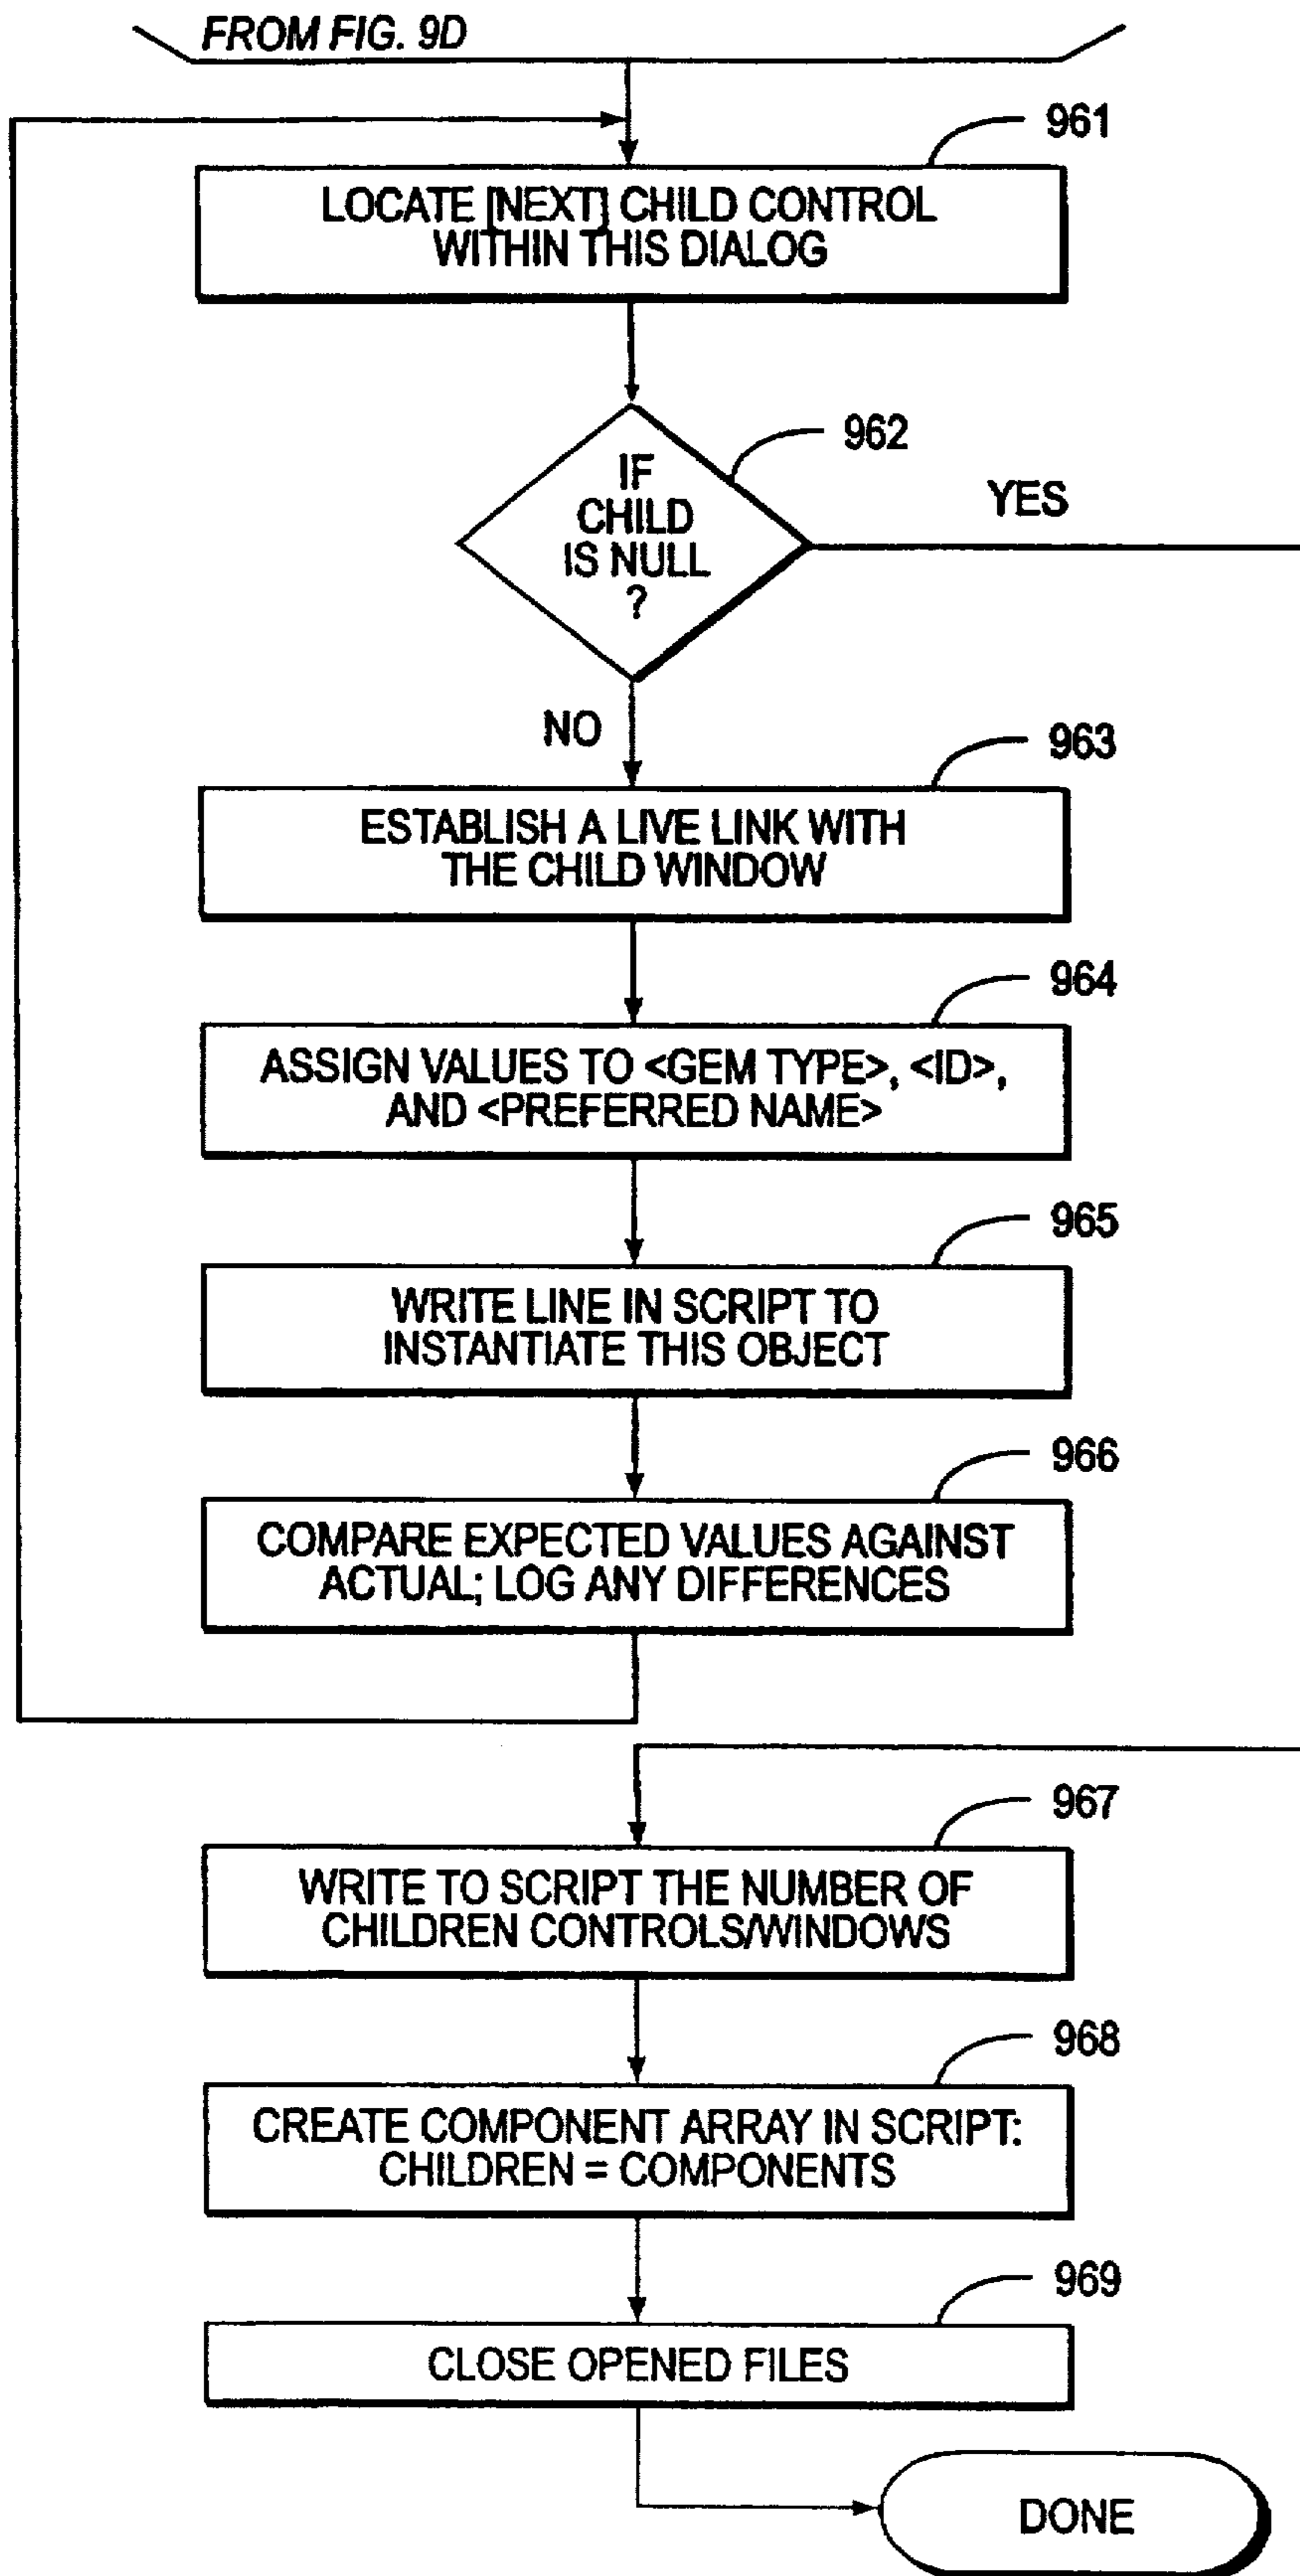 FROM FIG. 9D
961
LOCATE [NEXT] CHILD CONTROL
WITHIN THIS DIALOG
962
IF
CHILD
IS NULL
?
YES
NO
963
ESTABLISH A LIVE LINK WITH
THE CHILD WINDOW
964
ASSIGN VALUES TO <GEM TYPE>, <ID>,
AND <PREFERRED NAME>
965
WRITE LINE IN SCRIPT TO
INSTANTIATE THIS OBJECT
966
COMPARE EXPECTED VALUES AGAINST
ACTUAL; LOG ANY DIFFERENCES
967
WRITE TO SCRIPT THE NUMBER OF
CHILDREN CONTROLS/WINDOWS
968
CREATE COMPONENT ARRAY IN SCRIPT:
CHILDREN = COMPONENTS
969
CLOSE OPENED FILES
DONE